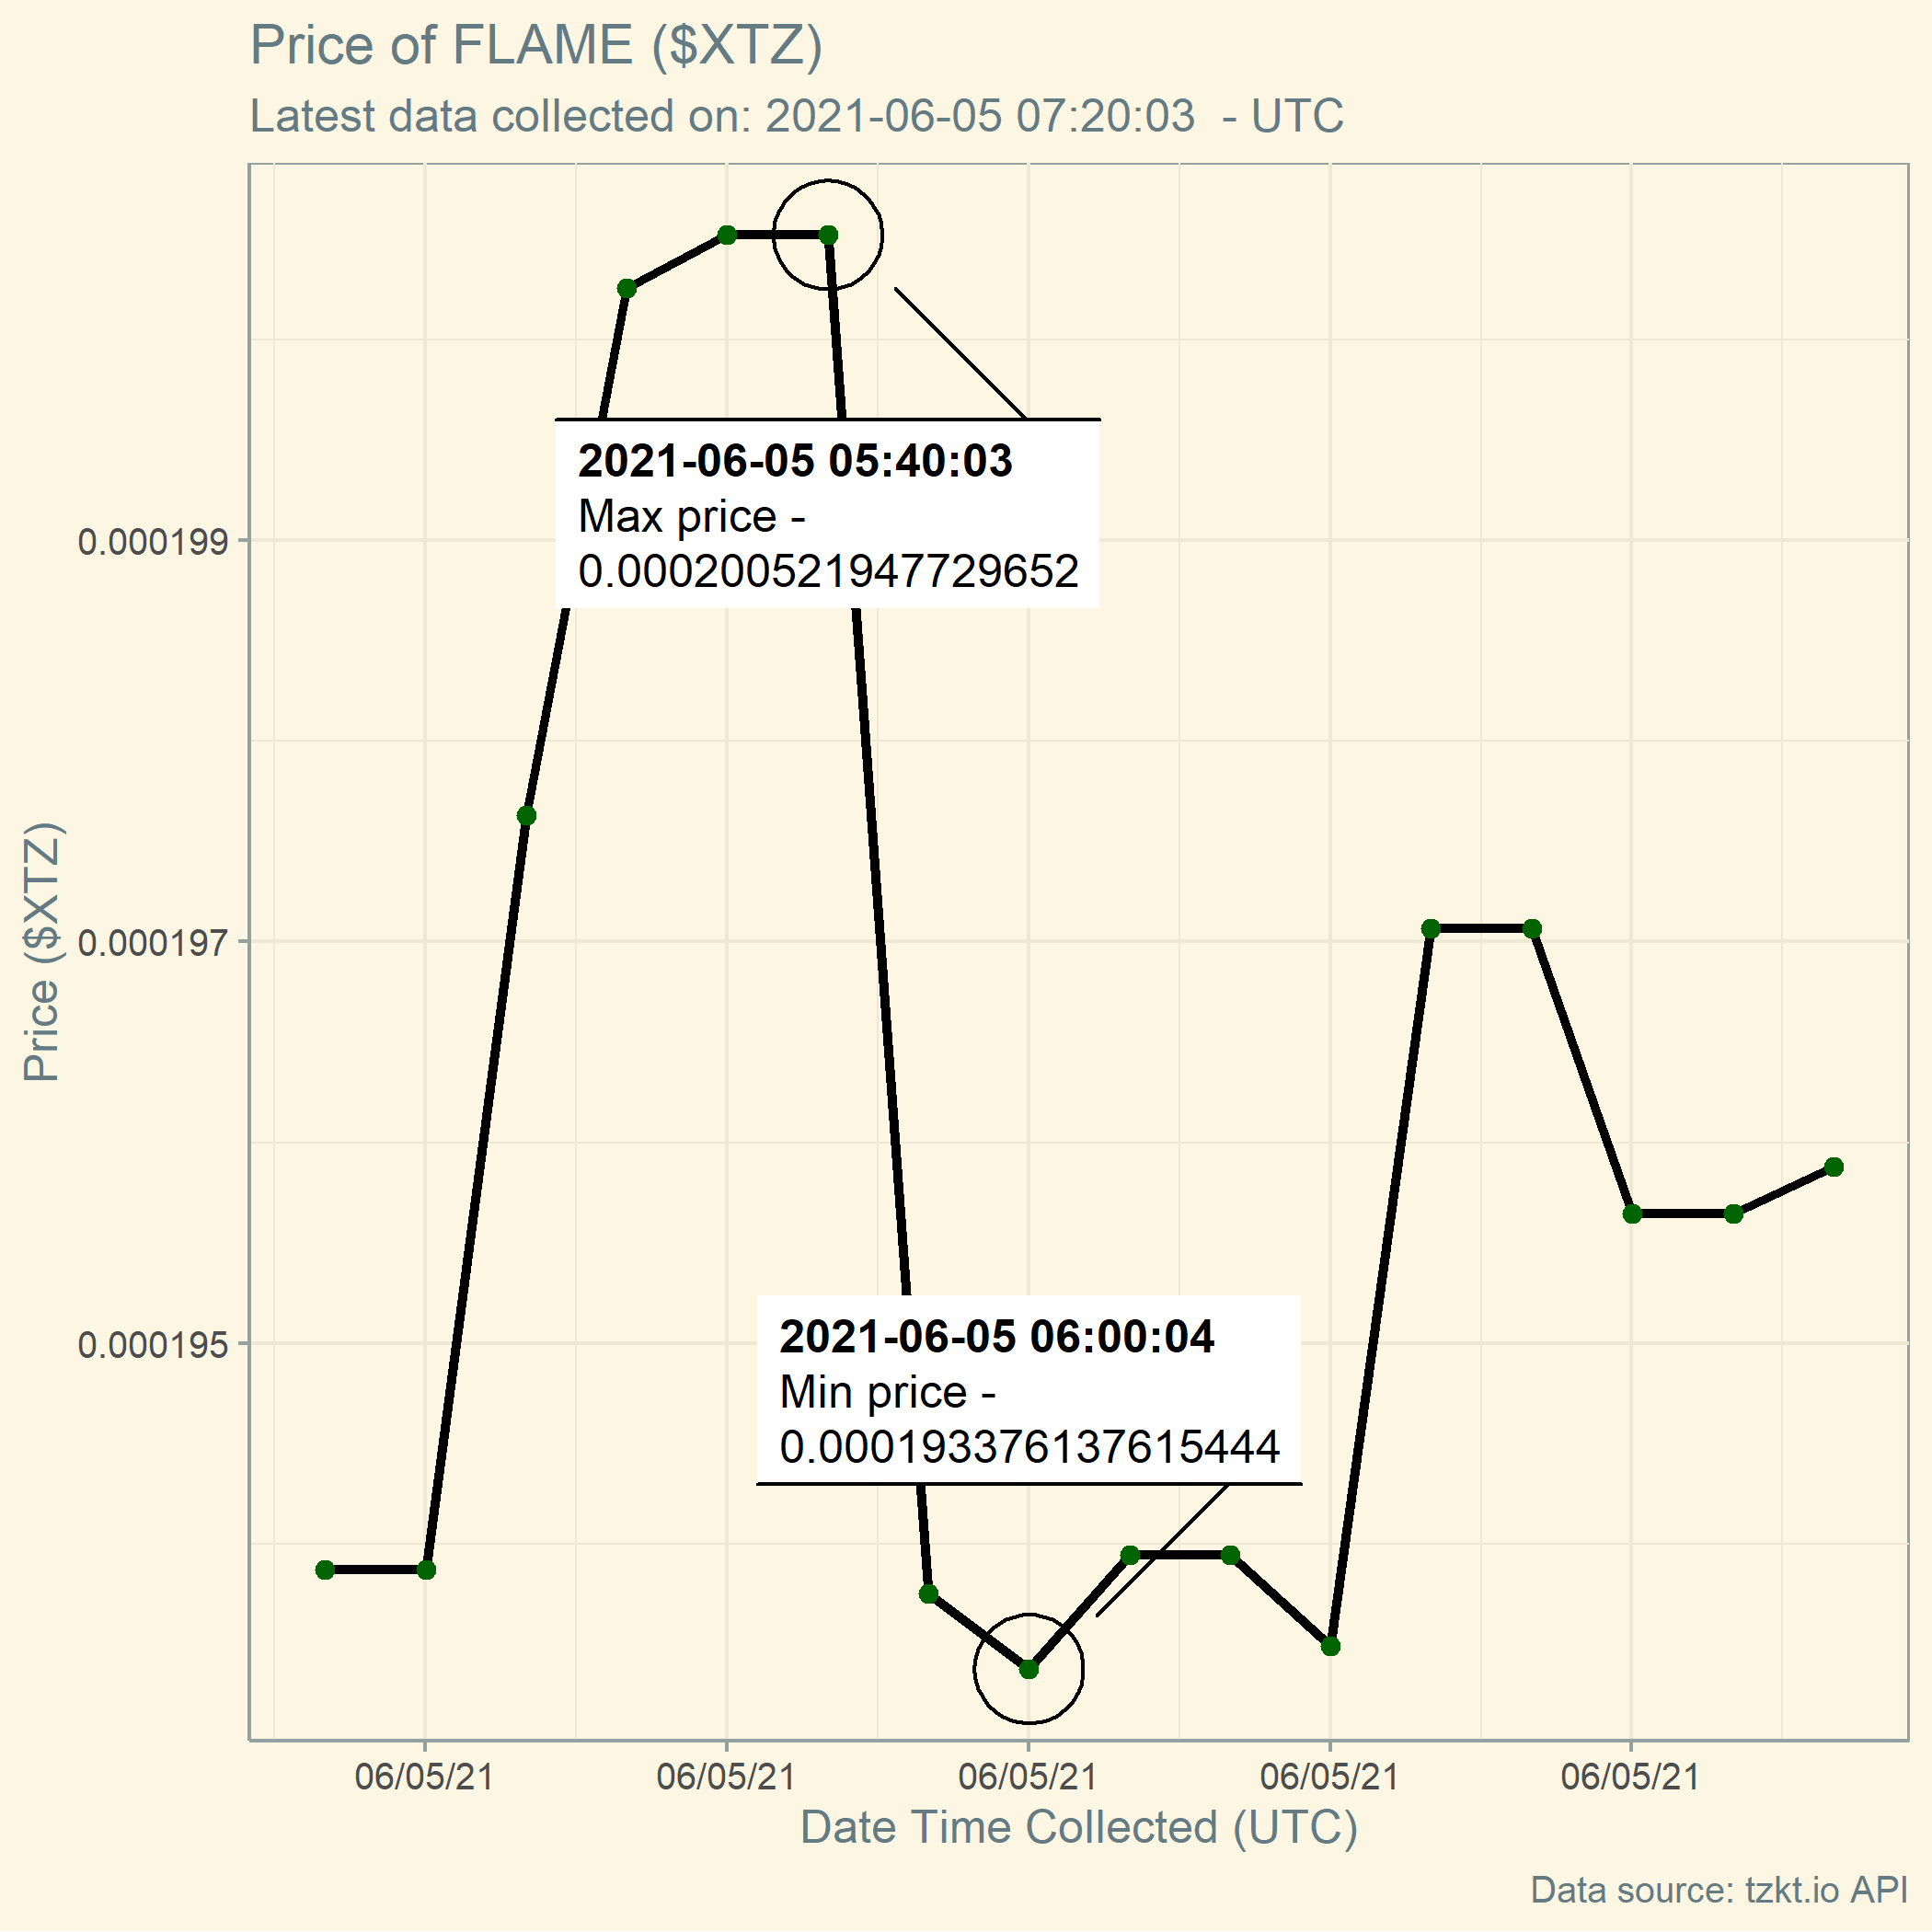 Price of FLAME ($XTZ)
Latest data collected on: 2021-06-05 07:20:03  - UTC
2021-06-05 05:40:03
Max price -
0.000200521947729652
0.000199
Price ($XTZ)
0.000197
0.000195
2021-06-05 06:00:04
Min price -
0.000193376137615444
06/05/21
06/05/21
06/05/21
06/05/21
06/05/21
Date Time Collected (UTC)
Data source: tzkt.io API